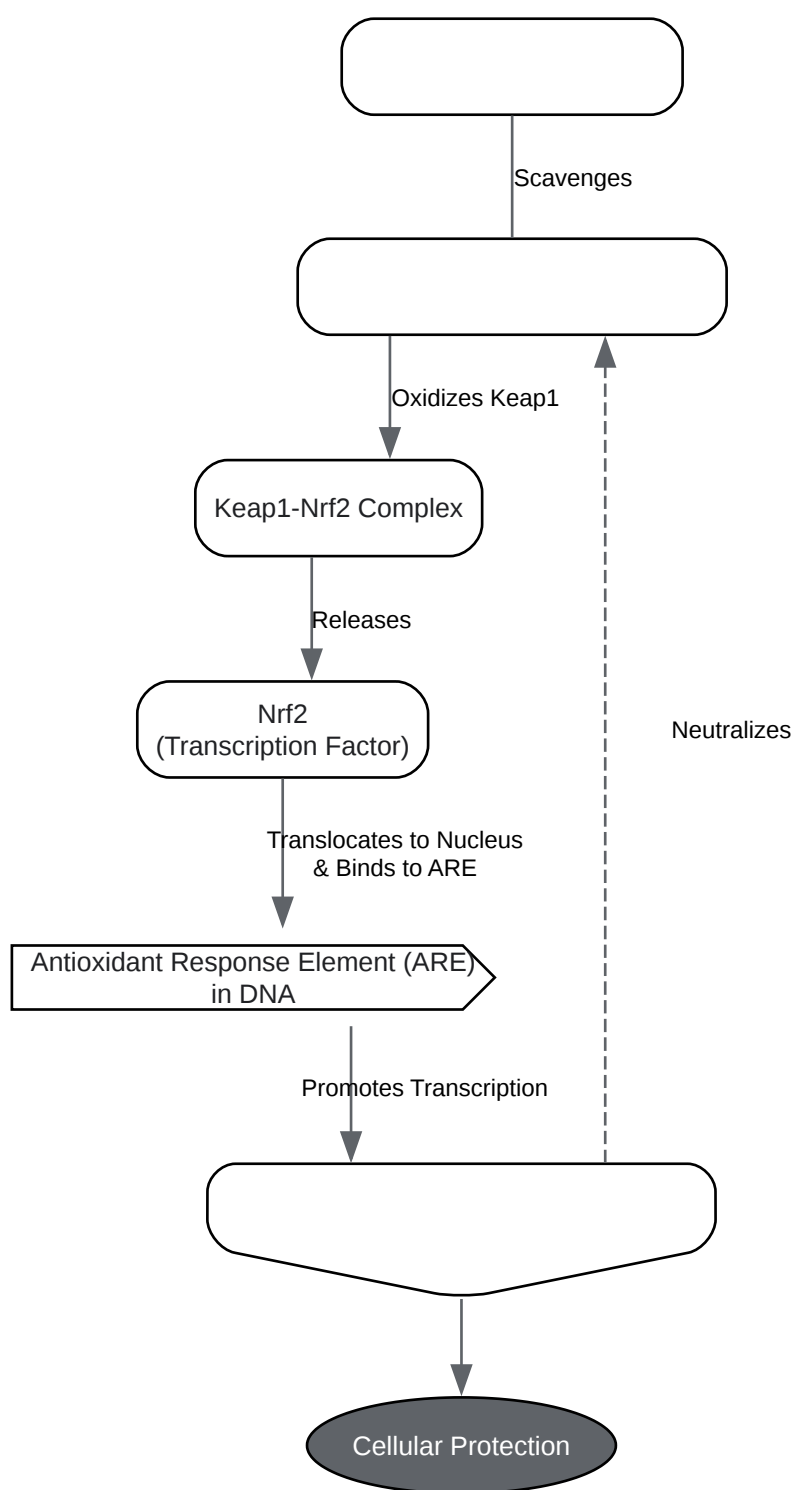 Scavenges
Oxidizes Keap1
Keap1-Nrf2 Complex
Releases
Nrf2
(Transcription Factor)
Neutralizes
Translocates to Nucleus
& Binds to ARE
Antioxidant Response Element (ARE)
in DNA
Promotes Transcription
Cellular Protection